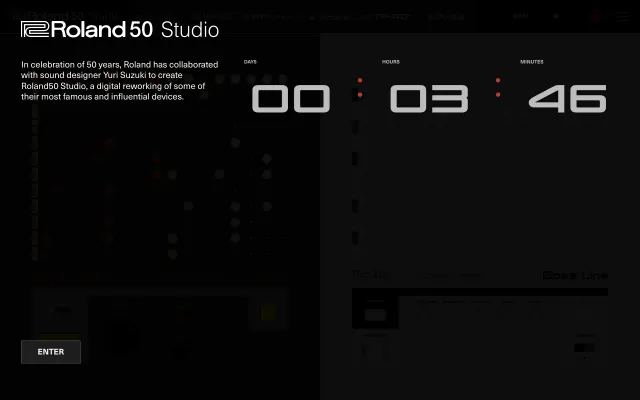 Roland 50 Studio
In celebration of 50 years, Roland has collaborated
with sound designer Yuri Suzuki to create
Roland50 Studio, a digital reworking of some of
their most famous and influential devices.
DAYS
HOURS
MINUTES
00 : 03 : 46
Bass Line
ENTER